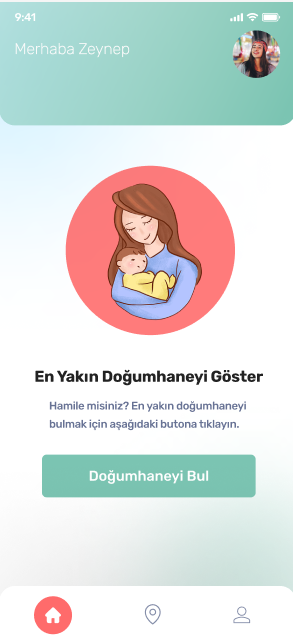 9:41
Merhaba Zeynep
En Yakın Doğumhaneyi Göster
Hamile misiniz? En yakın doğumhaneyi
bulmak için aşağıdaki butona tıklayın.
Doğumhaneyi Bul